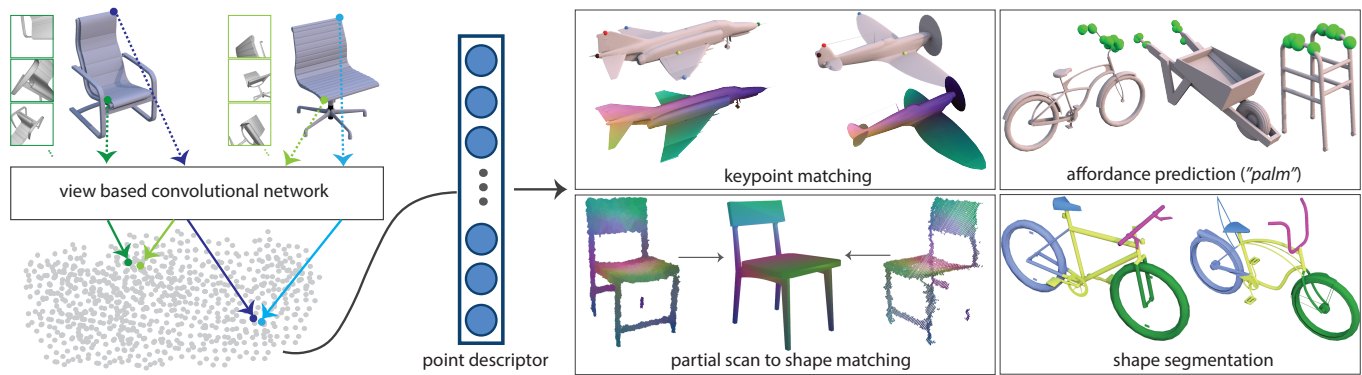 view based convolutional network
point descriptor
keypoint matching
affordance prediction ("palm")
partial scan to shape matching
shape segmentation